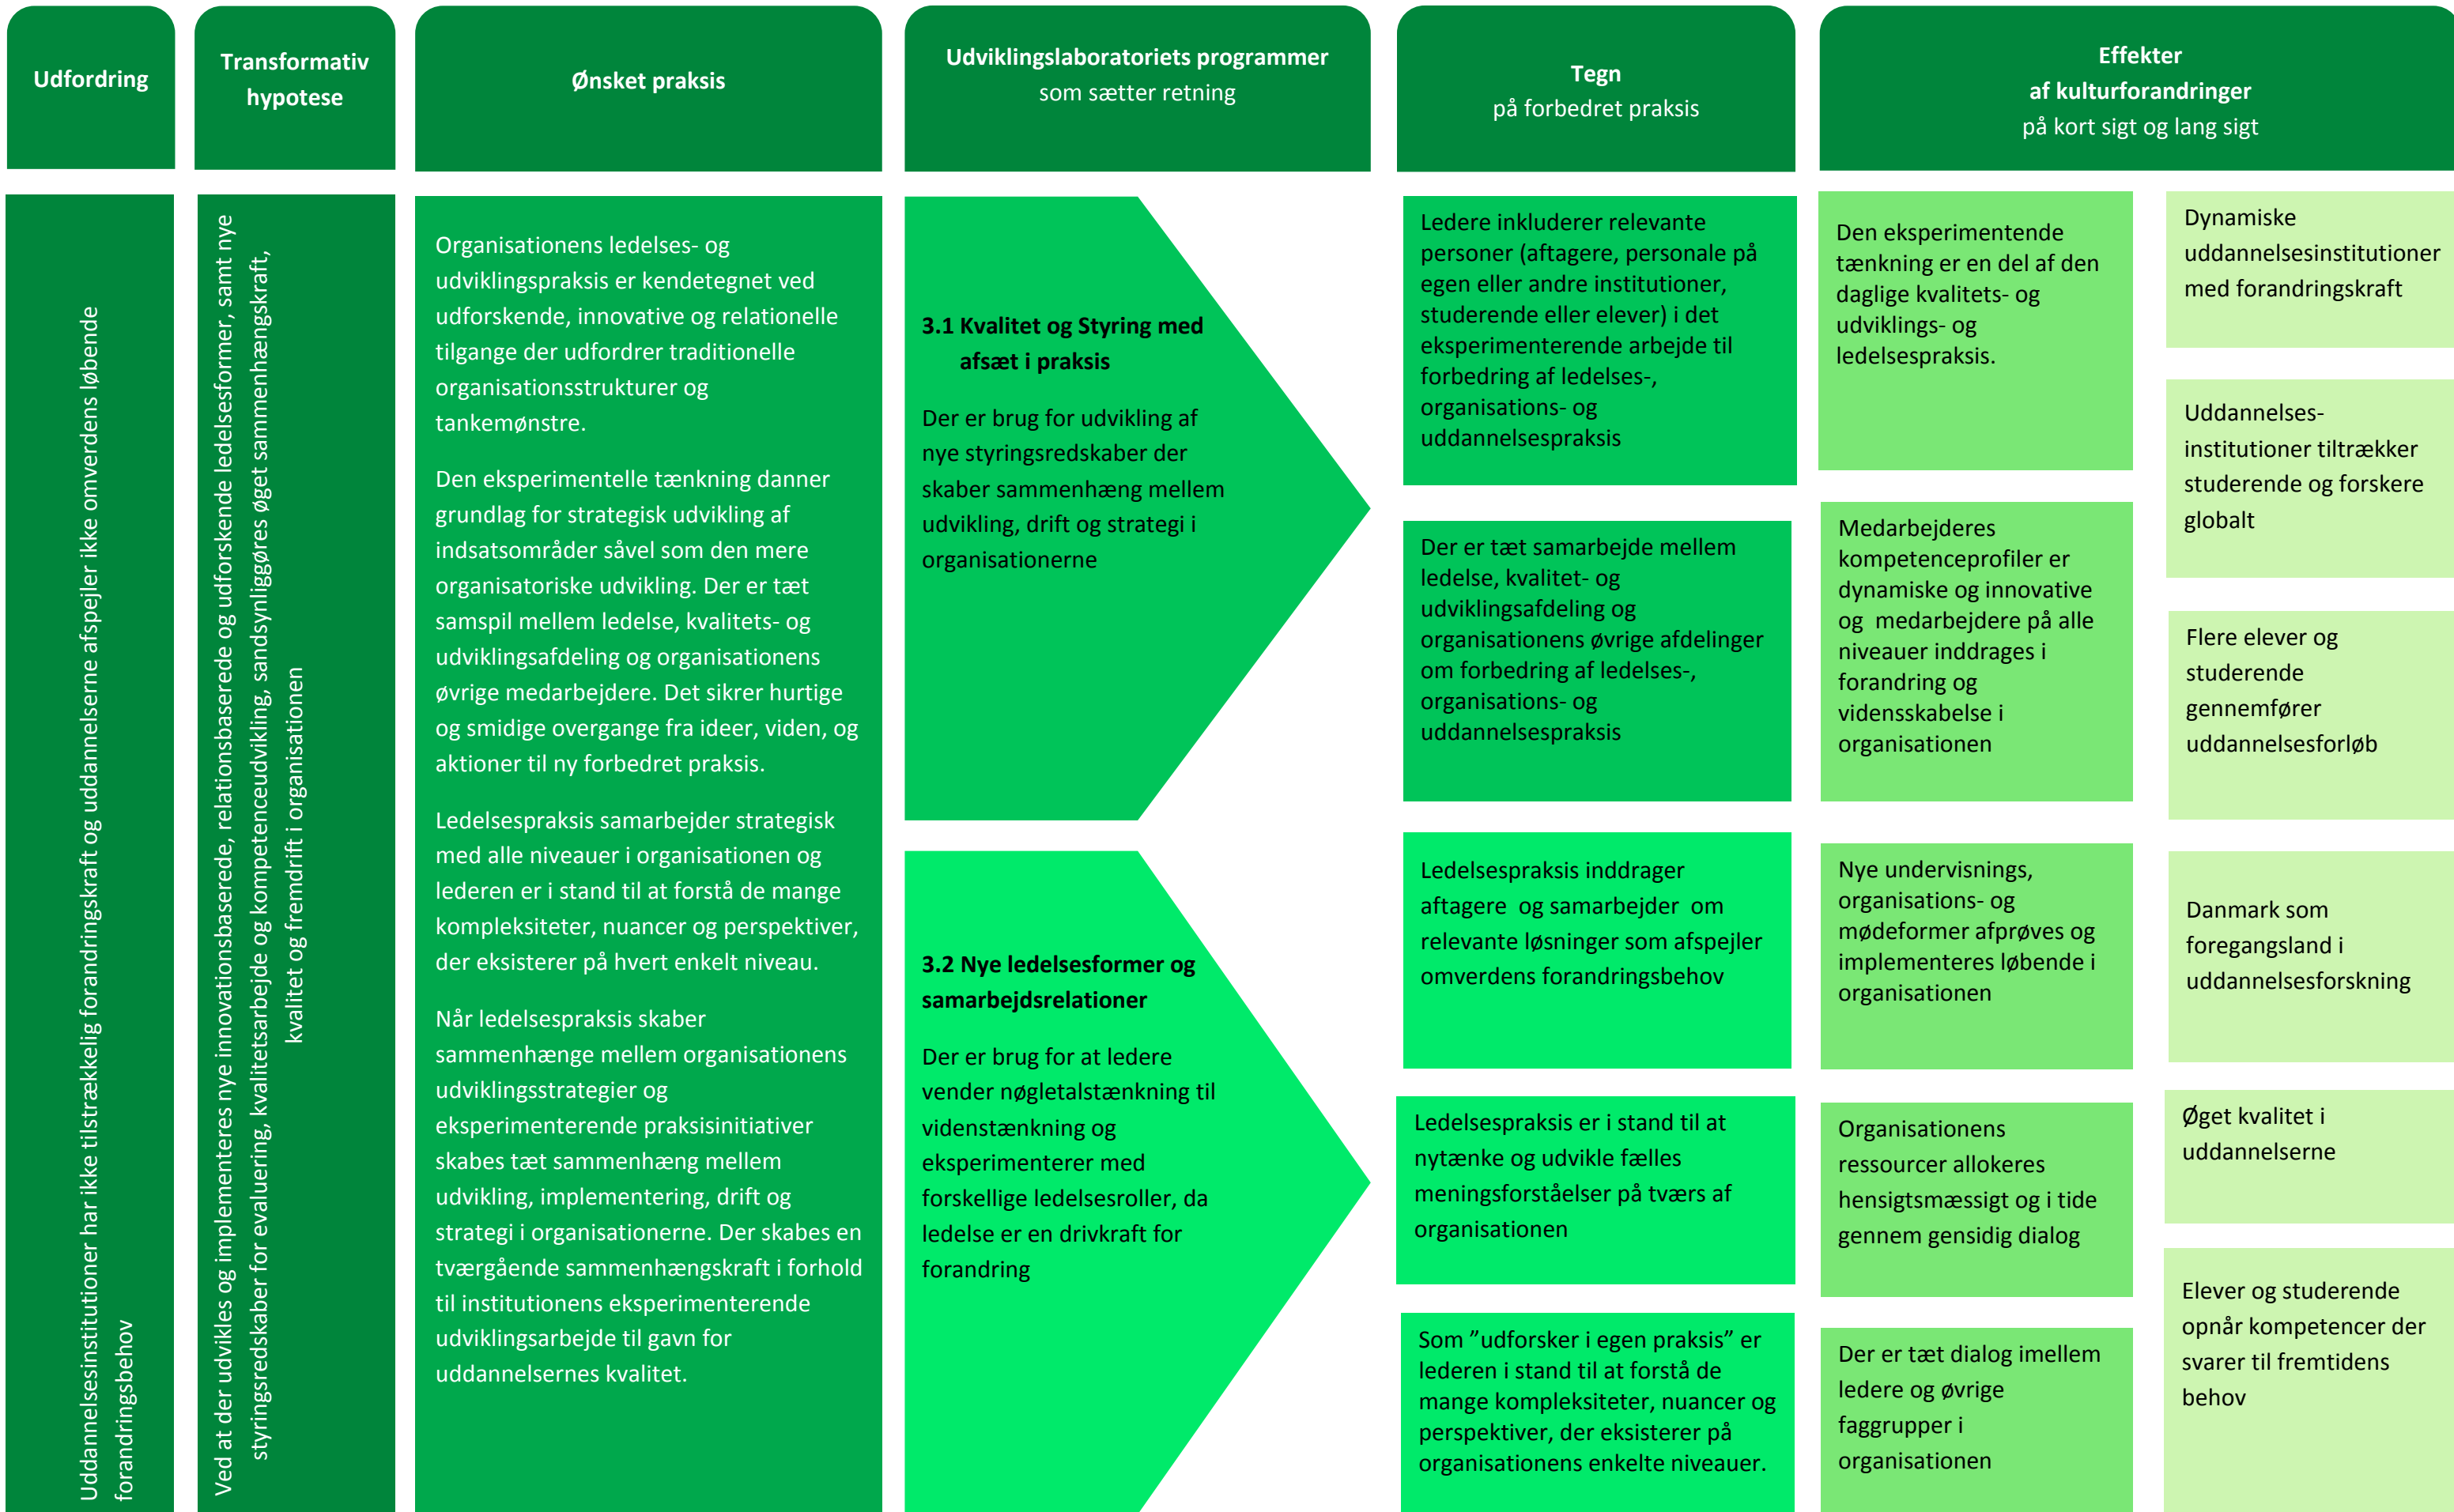 Udfordring
Transformativ
hypotese
Ønsket praksis
Udviklingslaboratoriets programmer
som sætter retning
Tegn
på forbedret praksis
Effekter
af kulturforandringer
på kort sigt og lang sigt
Uddannelsesinstitutioner har ikke tilstrækkelig forandringskraft og uddannelserne afspejler ikke omverdens løbende
forandringsbehov
Ved at der udvikles og implementeres nye innovationsbaserede, relationsbaserede og udforskende ledelsesformer, samt nye
styringsredskaber for evaluering, kvalitetsarbejde og kompetenceudvikling, sandsynliggøres øget sammenhængskraft,
kvalitet og fremdrift i organisationen
Organisationens ledelses- og
udviklingspraksis er kendetegnet ved
udforskende, innovative og relationelle
tilgange der udfordrer traditionelle
organisationsstrukturer og
tankemønstre.
Den eksperimentelle tænkning danner
grundlag for strategisk udvikling af
indsatsområder såvel som den mere
organisatoriske udvikling. Der er tæt
samspil mellem ledelse, kvalitets- og
udviklingsafdeling og organisationens
øvrige medarbejdere. Det sikrer hurtige
og smidige overgange fra ideer, viden, og
aktioner til ny forbedret praksis.
Ledelsespraksis samarbejder strategisk
med alle niveauer i organisationen og
lederen er i stand til at forstå de mange
kompleksiteter, nuancer og perspektiver,
der eksisterer på hvert enkelt niveau.
Når ledelsespraksis skaber
sammenhænge mellem organisationens
udviklingsstrategier og
eksperimenterende praksisinitiativer
skabes tæt sammenhæng mellem
udvikling, implementering, drift og
strategi i organisationerne. Der skabes en
tværgående sammenhængskraft i forhold
til institutionens eksperimenterende
udviklingsarbejde til gavn for
uddannelsernes kvalitet.
3.1 Kvalitet og Styring med
afsæt i praksis
Der er brug for udvikling af
nye styringsredskaber der
skaber sammenhæng mellem
udvikling, drift og strategi i
organisationerne
3.2 Nye ledelsesformer og
samarbejdsrelationer
Der er brug for at ledere
vender nøgletalstænkning til
videnstænkning og
eksperimenterer med
forskellige ledelsesroller, da
ledelse er en drivkraft for
forandring
Ledere inkluderer relevante
personer (aftagere, personale på
egen eller andre institutioner,
studerende eller elever) i det
eksperimenterende arbejde til
forbedring af ledelses-,
organisations- og
uddannelsespraksis
Der er tæt samarbejde mellem
ledelse, kvalitet- og
udviklingsafdeling og
organisationens øvrige afdelinger
om forbedring af ledelses-,
organisations- og
uddannelsespraksis
Ledelsespraksis inddrager
aftagere og samarbejder om
relevante løsninger som afspejler
omverdens forandringsbehov
Ledelsespraksis er i stand til at
nytænke og udvikle fælles
meningsforståelser på tværs af
organisationen
Som ”udforsker i egen praksis” er
lederen i stand til at forstå de
mange kompleksiteter, nuancer og
perspektiver, der eksisterer på
organisationens enkelte niveauer.
Den eksperimentende
tænkning er en del af den
daglige kvalitets- og
udviklings- og
ledelsespraksis.
Medarbejderes
kompetenceprofiler er
dynamiske og innovative
og medarbejdere på alle
niveauer inddrages i
forandring og
vidensskabelse i
organisationen
Nye undervisnings,
organisations- og
mødeformer afprøves og
implementeres løbende i
organisationen
Organisationens
ressourcer allokeres
hensigtsmæssigt og i tide
gennem gensidig dialog
Der er tæt dialog imellem
ledere og øvrige
faggrupper i
organisationen
Dynamiske
uddannelsesinstitutioner
med forandringskraft
Uddannelses-
institutioner tiltrækker
studerende og forskere
globalt
Flere elever og
studerende
gennemfører
uddannelsesforløb
Danmark som
foregangsland i
uddannelsesforskning
Øget kvalitet i
uddannelserne
Elever og studerende
opnår kompetencer der
svarer til fremtidens
behov